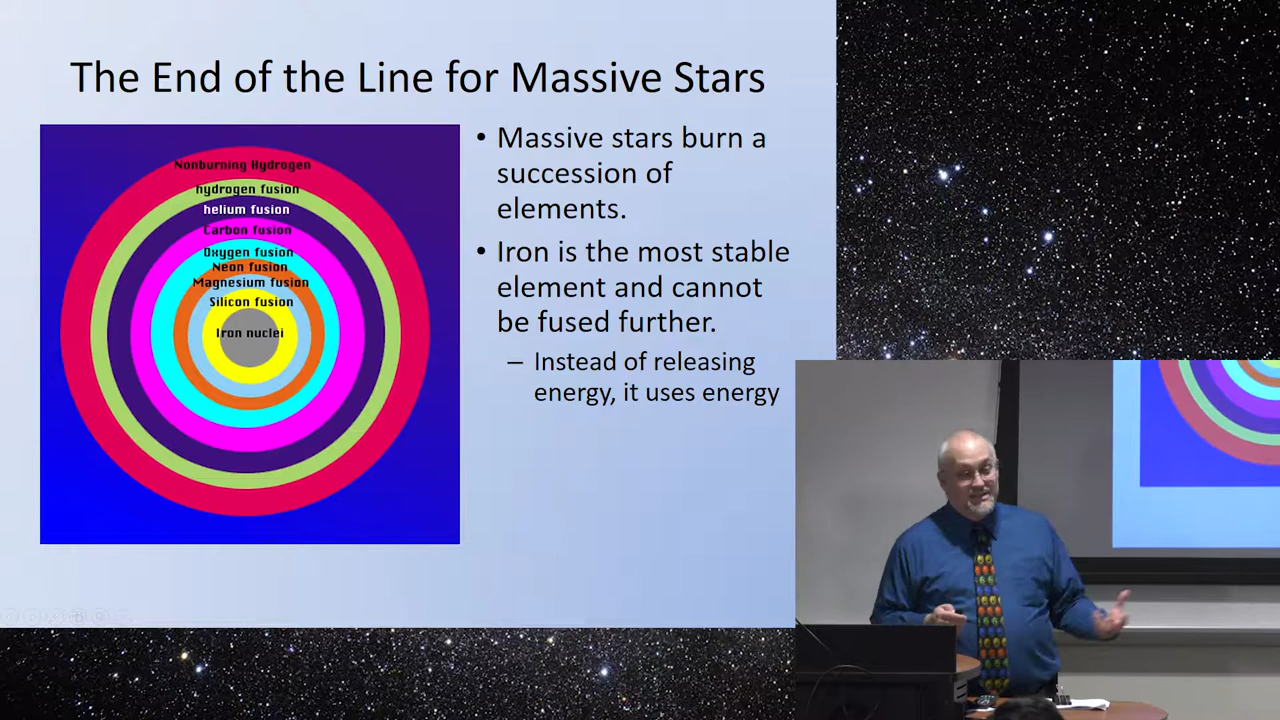 The End of the Line for Massive Stars
Nonburning Hydrogen
hydrogen fusion
helium fusion
Carbon fusion
Oxygen fusion
Neon fusion
Magnesium fusion
Silicon fusion
Iron nuclei
• Massive stars burn a
succession of
elements.
• Iron is the most stable
element and cannot
be fused further.
– Instead of releasing
energy, it uses energy